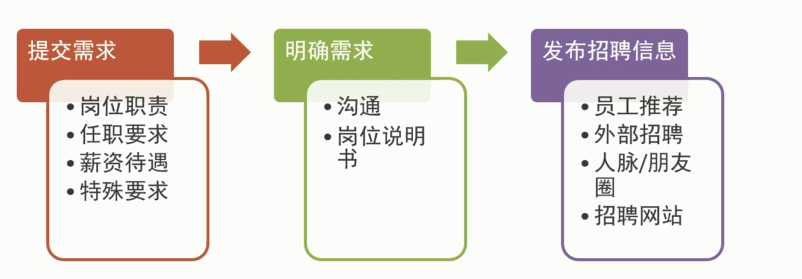 提交需求
• 岗位职责
• 任职要求
• 薪资待遇
• 特殊要求
明确需求
• 沟通
• 岗位说明
书
发布招聘信息
• 员工推荐
• 外部招聘
• 人脉/朋友
圈
• 招聘网站